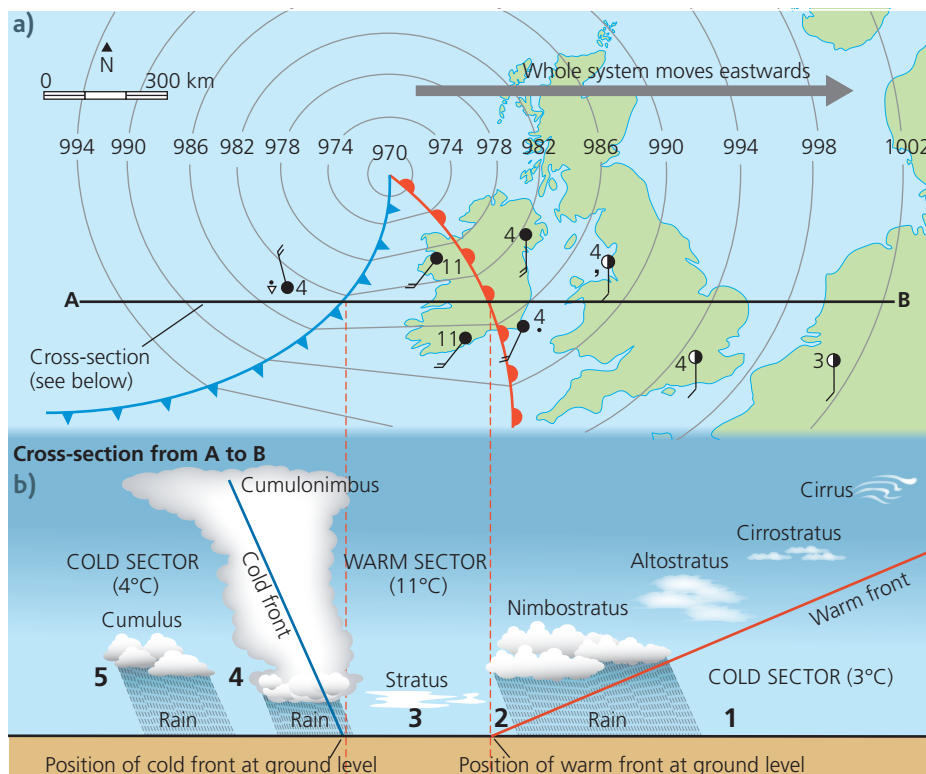 a)
N
0 300 km
Whole system moves eastwards
994 990 986 982 978 974 970 974 978 982 986 990 994 998 1002
4
11
4
4
4
11
4
3
A
B
Cross-section
(see below)
Cross-section from A to B
b)
Cumulonimbus
Cirrus
Cirrostratus
COLD SECTOR
(4°C)
Cold front
WARM SECTOR
(11°C)
Altostratus
Cumulus
Nimbostratus
Warm front
5
4
Stratus
COLD SECTOR (3°C)
Rain
Rain
3
2
Rain
1
Position of cold front at ground level
Position of warm front at ground level